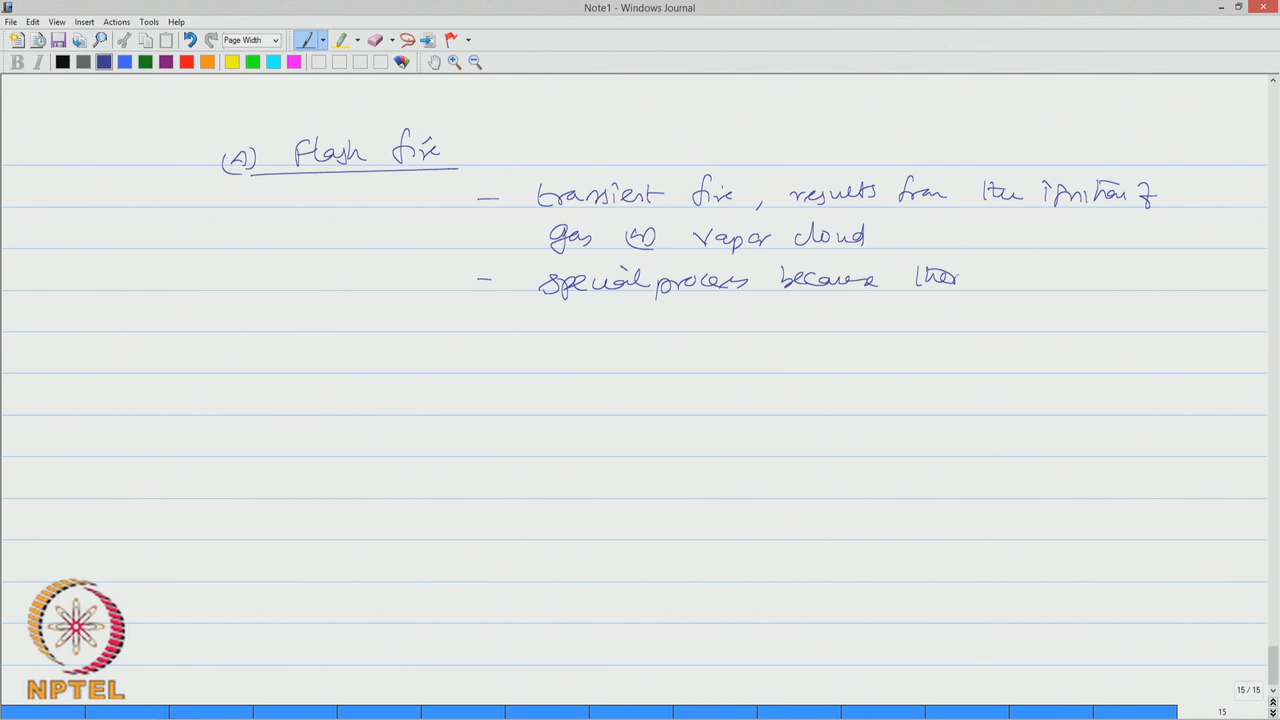 Note1 - Windows Journal
File Edit View Insert Actions Tools Help
Page Width
B I
Flash fire
- transient fire, results from the ignition of
gas (or) vapor cloud
- special process because
NPTEL
15 / 15
15